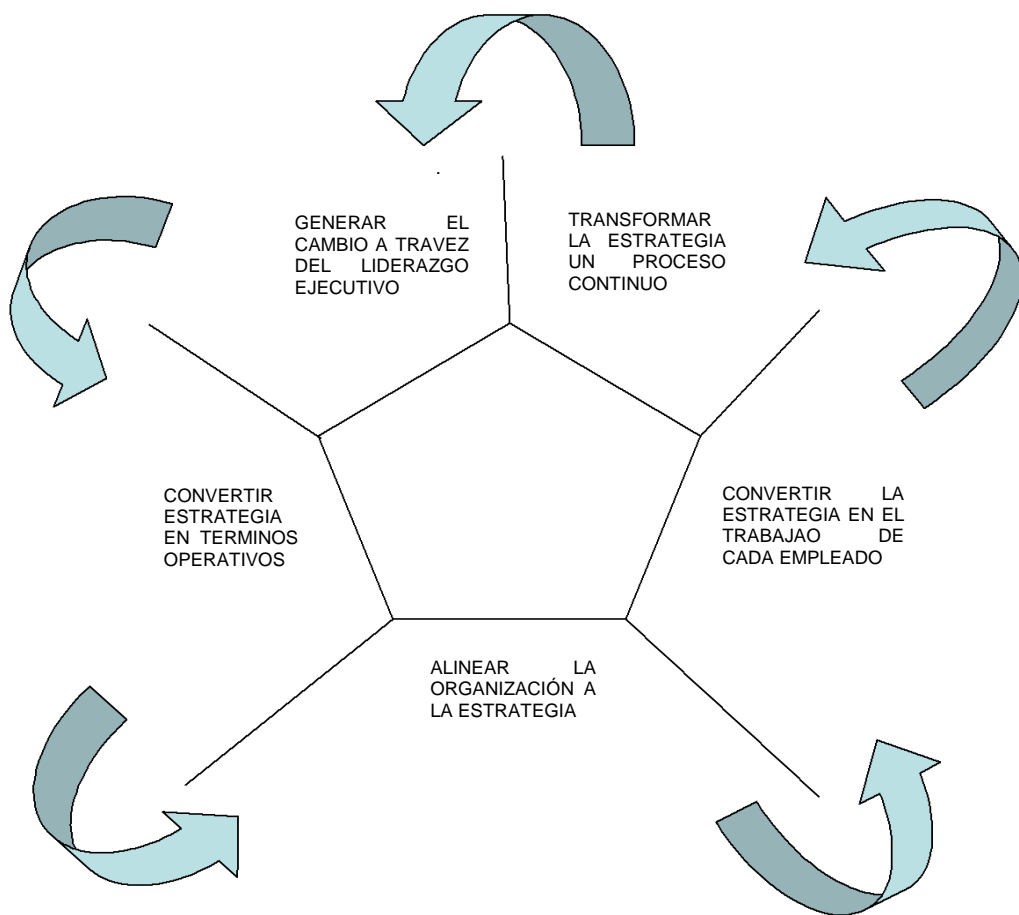 GENERAR EL
CAMBIO A TRAVEZ
DEL LIDERAZGO
EJECUTIVO
TRANSFORMAR
LA ESTRATEGIA
UN PROCESO
CONTINUO
CONVERTIR
ESTRATEGIA
EN TERMINOS
OPERATIVOS
CONVERTIR LA
ESTRATEGIA EN EL
TRABAJAO DE
CADA EMPLEADO
ALINEAR LA
ORGANIZACIÓN A
LA ESTRATEGIA